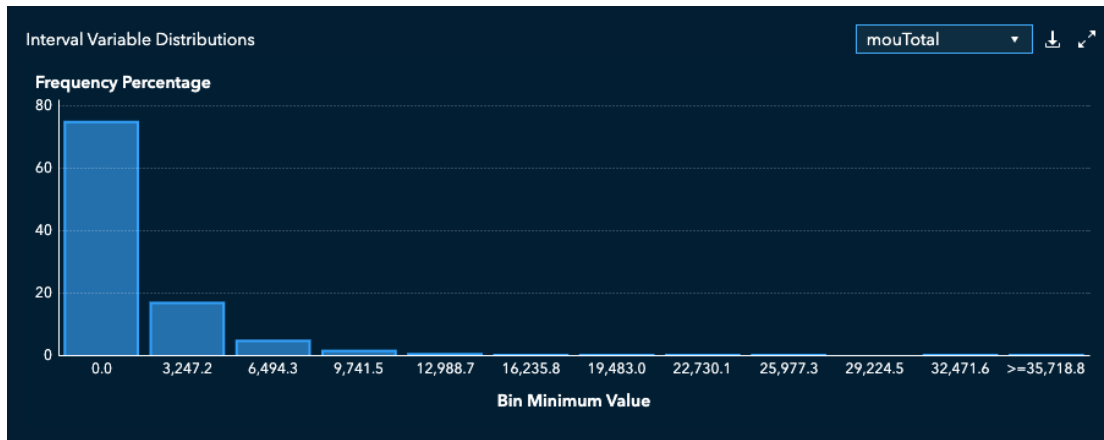 Interval Variable Distributions
mouTotal
Frequency Percentage
80
60
40
20
0
0.0 3,247.2 6,494.3 9,741.5 12,988.7 16,235.8 19,483.0 22,730.1 25,977.3 29,224.5 32,471.6 >=35,718.8
Bin Minimum Value